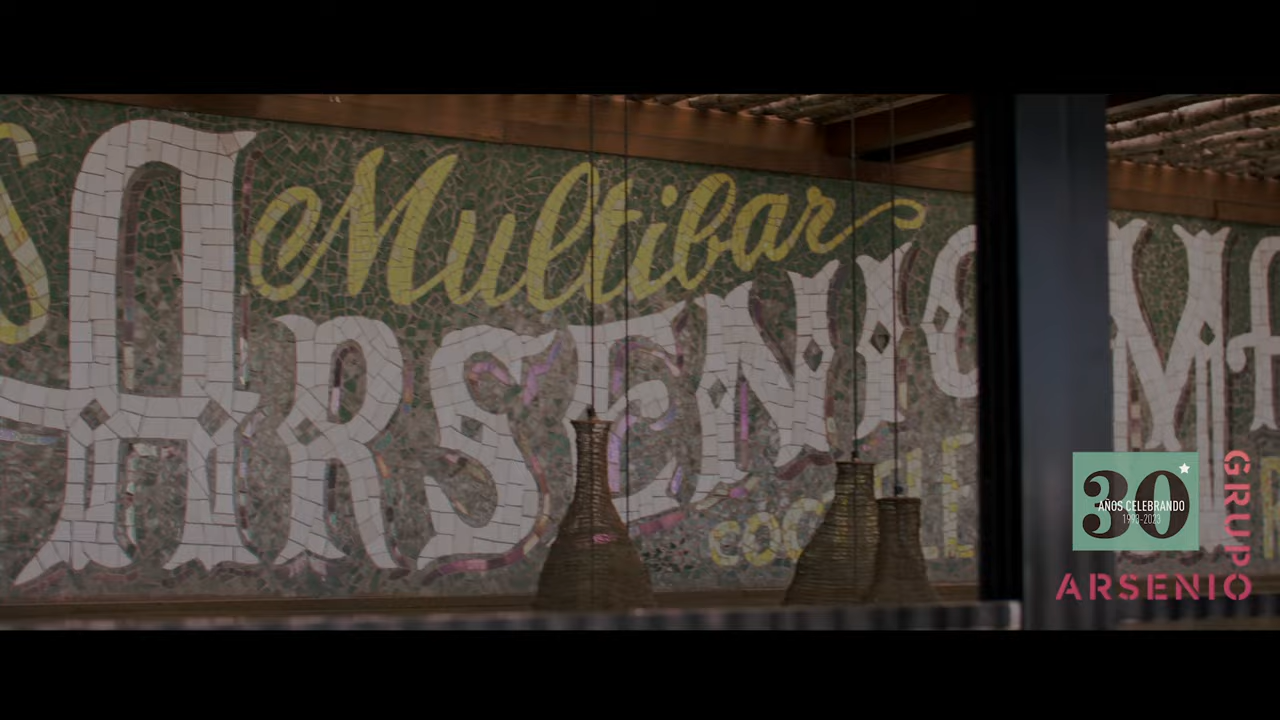 Multibar
ARSENIO
30
AÑOS CELEBRANDO
1993-2023
GRUPO
ARSENIO